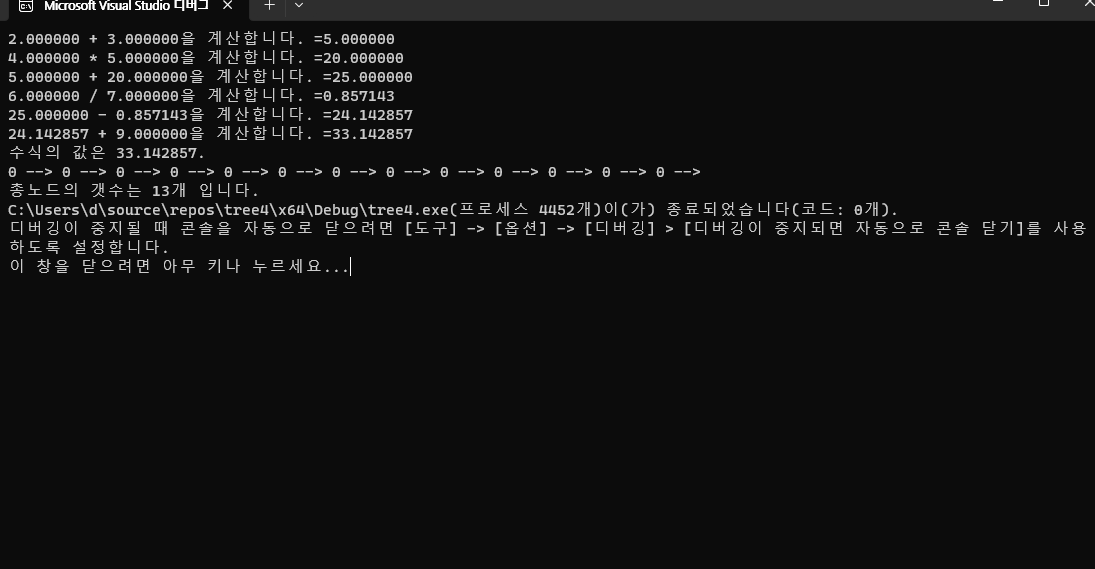 Microsoft Visual Studio 디버그
2.000000 + 3.000000을 계산합니다. =5.000000
4.000000 * 5.000000을 계산합니다. =20.000000
5.000000 + 20.000000을 계산합니다. =25.000000
6.000000 / 7.000000을 계산합니다. =0.857143
25.000000 - 0.857143을 계산합니다. =24.142857
24.142857 + 9.000000을 계산합니다. =33.142857
수식의 값은 33.142857.
0 --> 0 --> 0 --> 0 --> 0 --> 0 --> 0 --> 0 --> 0 --> 0 --> 0 --> 0 --> 0 -->
총노드의 갯수는 13개 입니다.
C:\Users\d\source\repos\tree4\x64\Debug\tree4.exe(프로세스 4452개)이(가) 종료되었습니다(코드: 0개).
디버깅이 중지될 때 콘솔을 자동으로 닫으려면 [도구] -> [옵션] -> [디버깅] > [디버깅이 중지되면 자동으로 콘솔 닫기]를 사용
하도록 설정합니다.
이 창을 닫으려면 아무 키나 누르세요...